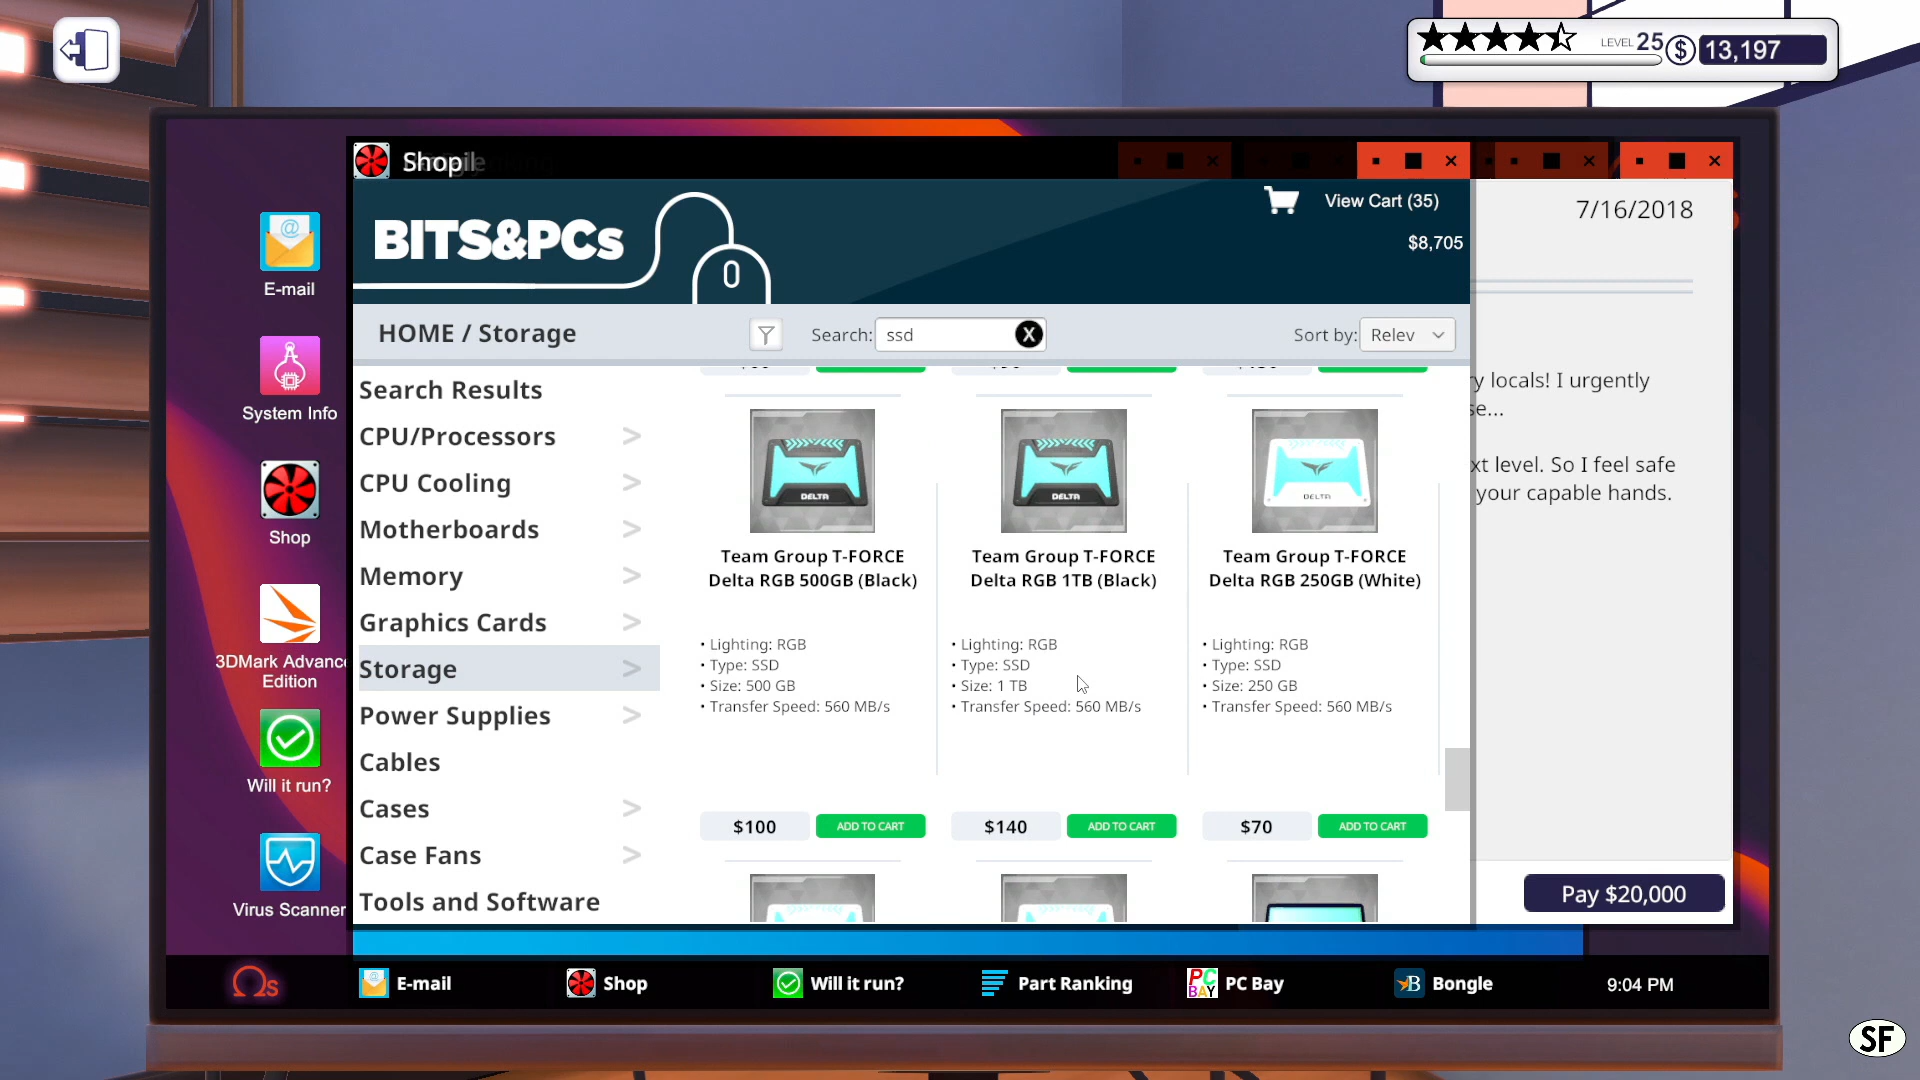 LEVEL 25
$ 13,197
Shop
View Cart (35)
$8,705
BITS&PCs
7/16/2018
HOME / Storage
Search: ssd
X
Sort by: Relev
E-mail
System Info
Shop
3DMark Advanc
Edition
Will it run?
Virus Scanner
Search Results
CPU/Processors >
CPU Cooling >
Motherboards >
Memory >
Graphics Cards >
Storage >
Power Supplies >
Cables
Cases >
Case Fans >
Tools and Software
DELTA
Team Group T-FORCE
Delta RGB 500GB (Black)
• Lighting: RGB
• Type: SSD
• Size: 500 GB
• Transfer Speed: 560 MB/s
$100 ADD TO CART
DELTA
Team Group T-FORCE
Delta RGB 1TB (Black)
• Lighting: RGB
• Type: SSD
• Size: 1 TB
• Transfer Speed: 560 MB/s
$140 ADD TO CART
DELTA
Team Group T-FORCE
Delta RGB 250GB (White)
• Lighting: RGB
• Type: SSD
• Size: 250 GB
• Transfer Speed: 560 MB/s
$70 ADD TO CART
ry locals! I urgently
se...
xt level. So I feel safe
your capable hands.
Pay $20,000
Ωs
E-mail
Shop
Will it run?
Part Ranking
PC BAY
PC Bay
B
Bongle
9:04 PM
SF